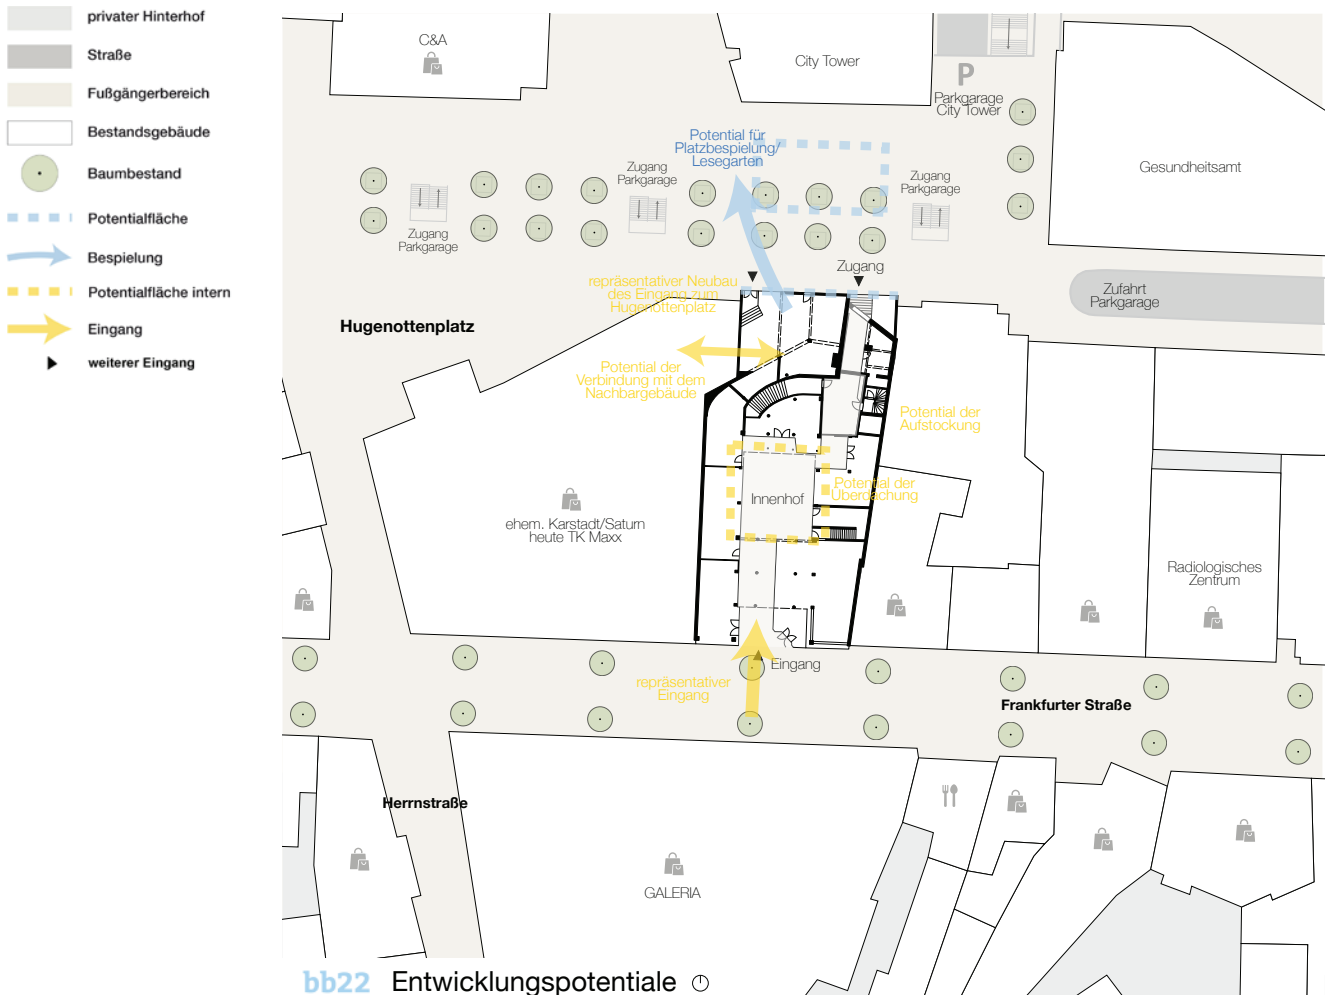 privater Hinterhof
Straße
Fußgängerbereich
Bestandsgebäude
Baumbestand
Potentialfläche
Bespielung
Potentialfläche intern
Eingang
weiterer Eingang
C&A
City Tower
P
Parkgarage
City Tower
Gesundheitsamt
Potential für
Platzbespielung/
Lesegarten
Zugang
Parkgarage
Zugang
Parkgarage
Zugang
Parkgarage
Zugang
repräsentativer Neubau
des Eingang zum
Hugenottenplatz
Zufahrt
Parkgarage
Hugenottenplatz
Potential der
Verbindung mit dem
Nachbargebäude
Potential der
Aufstockung
Potential der
Überdachung
Innenhof
ehem. Karstadt/Saturn
heute TK Maxx
Radiologisches
Zentrum
Eingang
repräsentativer
Eingang
Frankfurter Straße
Herrnstraße
GALERIA
bb22 Entwicklungspotentiale